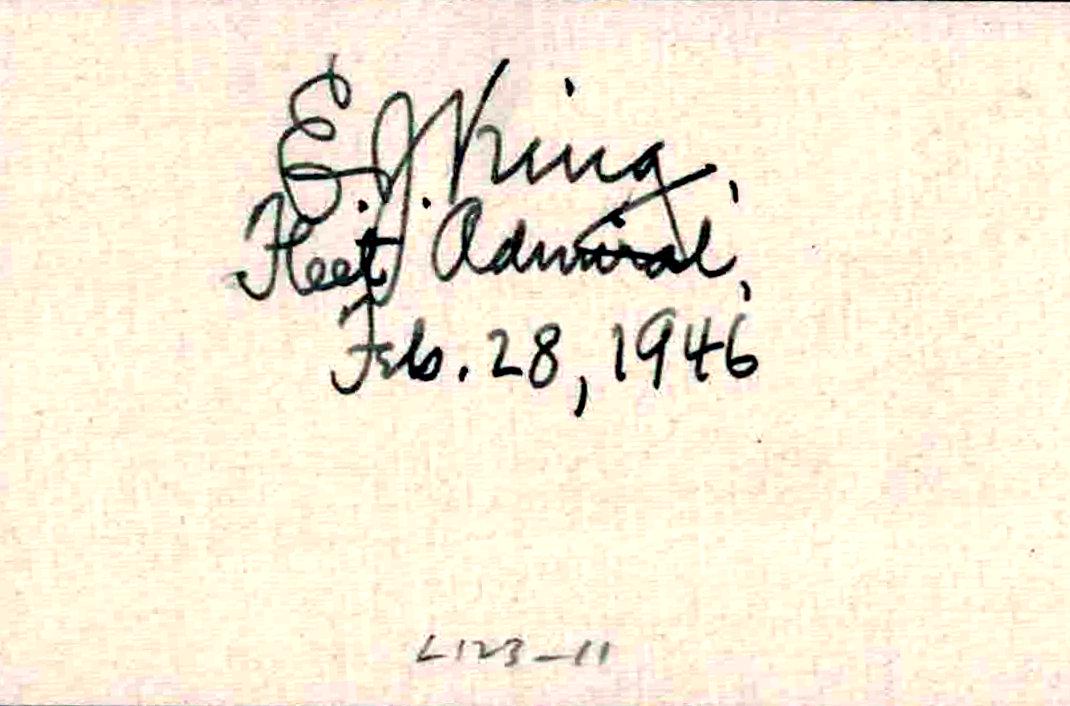 E.J. King,
Fleet Admiral,
Feb. 28, 1946
L123-11